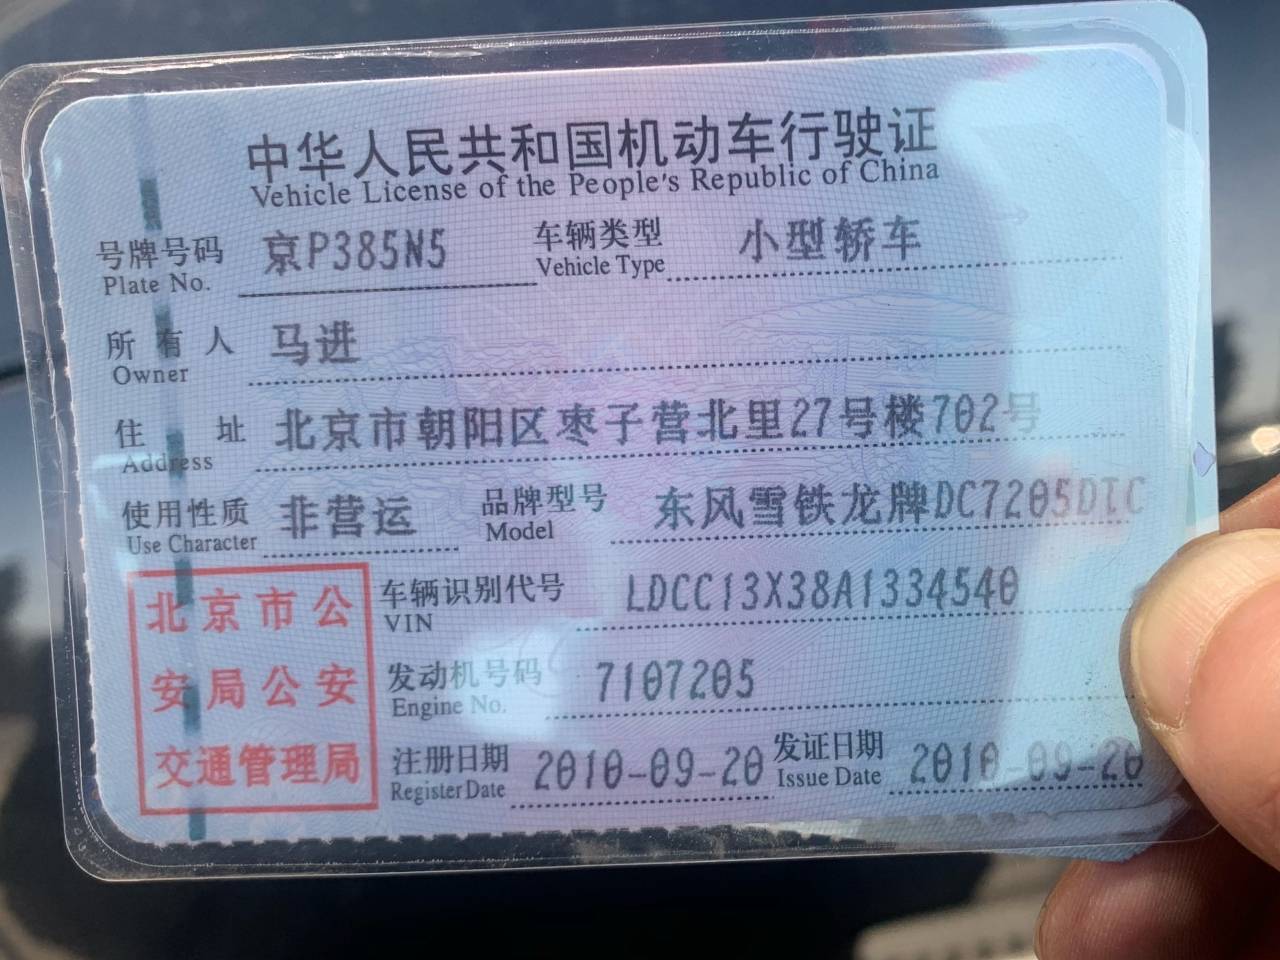 中华人民共和国机动车行驶证
Vehicle License of the People's Republic of China
号牌号码 京P385N5 车辆类型 小型轿车
Plate No. Vehicle Type
所有人 马进
Owner
住址 北京市朝阳区枣子营北里27号楼702号
Address
使用性质 非营运 品牌型号 东风雪铁龙牌DC7205DTC
Use Character Model
北京市公
安局公安
交通管理局
车辆识别代号 LDCC13X38A1334540
VIN
发动机号码 7107205
Engine No.
注册日期 2010-09-20 发证日期 2010-09-20
Register Date Issue Date